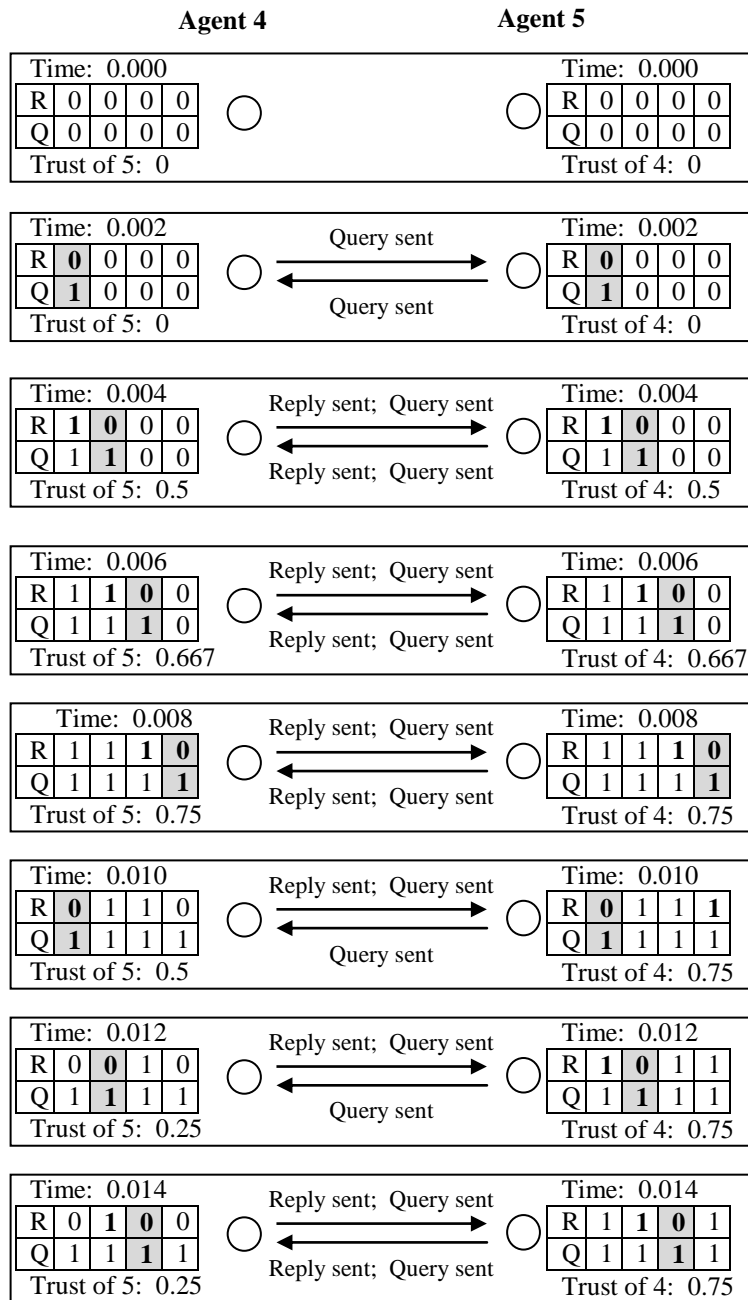 Agent 4 Agent 5
Time: 0.000 Time: 0.000
R 0 0 0 0 R 0 0 0 0
Q 0 0 0 0 Q 0 0 0 0
Trust of 5: 0 Trust of 4: 0
Time: 0.002 Query sent Time: 0.002
R 0 0 0 0 R 0 0 0 0
Q 1 0 0 0 Query sent Q 1 0 0 0
Trust of 5: 0 Trust of 4: 0
Time: 0.004 Reply sent; Query sent Time: 0.004
R 1 0 0 0 R 1 0 0 0
Q 1 1 0 0 Reply sent; Query sent Q 1 1 0 0
Trust of 5: 0.5 Trust of 4: 0.5
Time: 0.006 Reply sent; Query sent Time: 0.006
R 1 1 0 0 R 1 1 0 0
Q 1 1 1 0 Reply sent; Query sent Q 1 1 1 0
Trust of 5: 0.667 Trust of 4: 0.667
Time: 0.008 Reply sent; Query sent Time: 0.008
R 1 1 1 0 R 1 1 1 0
Q 1 1 1 1 Reply sent; Query sent Q 1 1 1 1
Trust of 5: 0.75 Trust of 4: 0.75
Time: 0.010 Reply sent; Query sent Time: 0.010
R 0 1 1 0 R 0 1 1 1
Q 1 1 1 1 Query sent Q 1 1 1 1
Trust of 5: 0.5 Trust of 4: 0.75
Time: 0.012 Reply sent; Query sent Time: 0.012
R 0 0 1 0 R 1 0 1 1
Q 1 1 1 1 Query sent Q 1 1 1 1
Trust of 5: 0.25 Trust of 4: 0.75
Time: 0.014 Reply sent; Query sent Time: 0.014
R 0 1 0 0 R 1 1 0 1
Q 1 1 1 1 Reply sent; Query sent Q 1 1 1 1
Trust of 5: 0.25 Trust of 4: 0.75